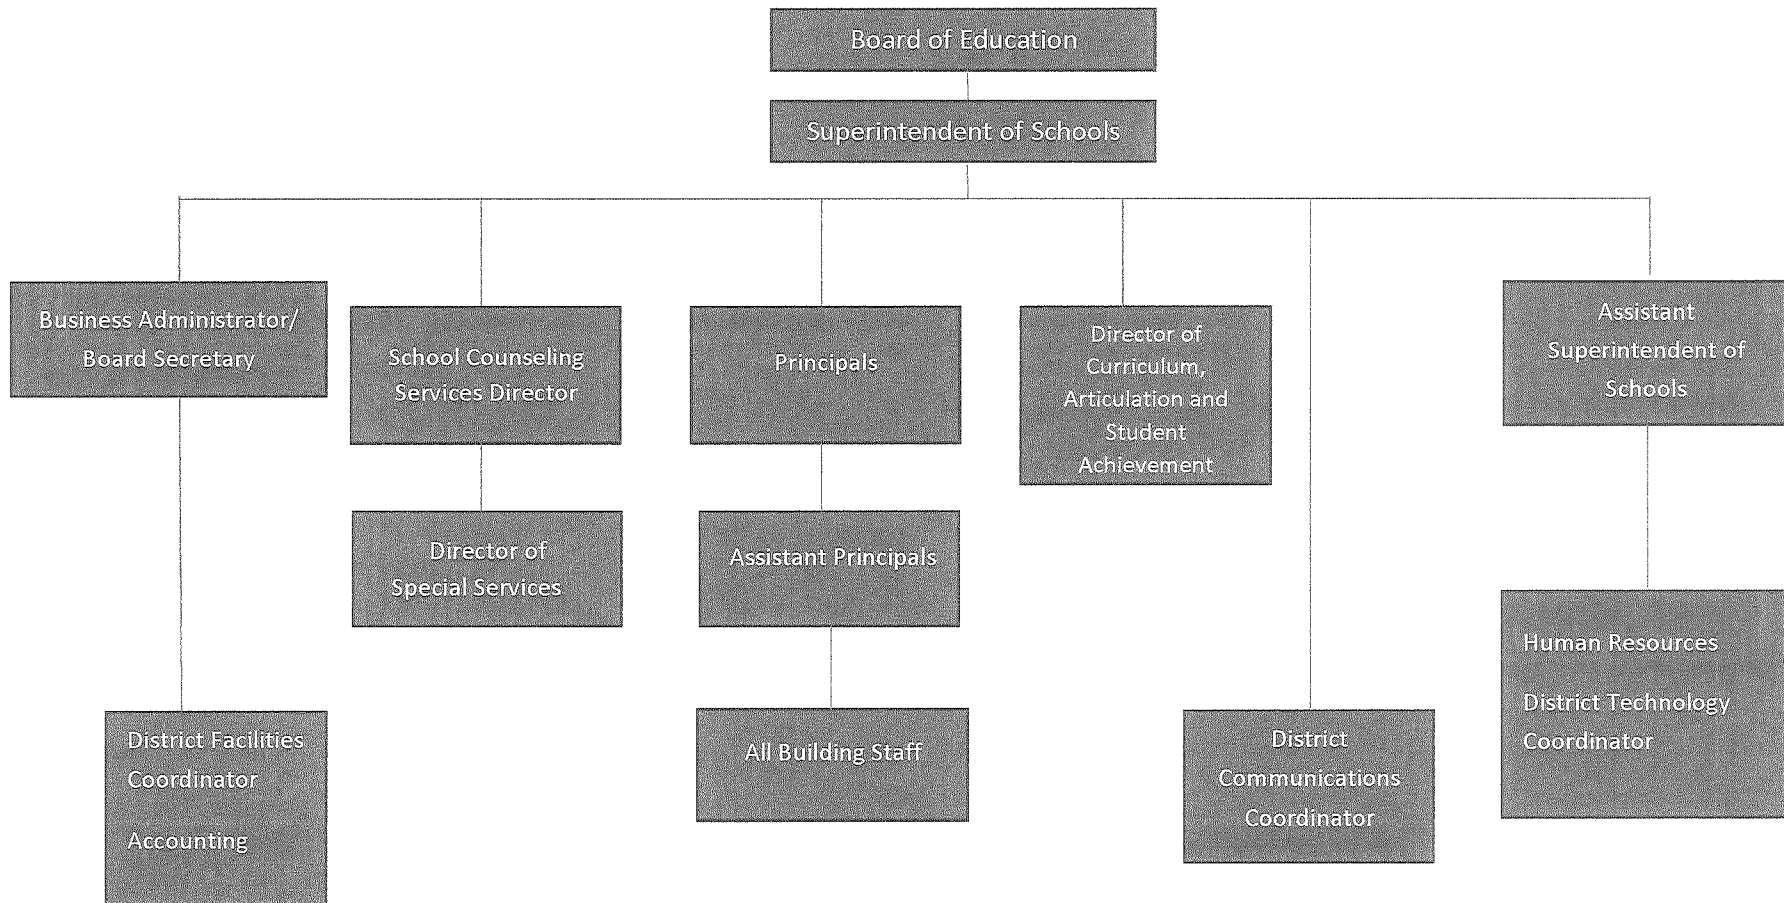 Board of Education
Superintendent of Schools
Business Administrator/
Board Secretary
School Counseling
Services Director
Principals
Director of
Curriculum,
Articulation and
Student
Achievement
Assistant
Superintendent of
Schools
Director of
Special Services
Assistant Principals
Human Resources
District Technology
Coordinator
District Facilities
Coordinator
Accounting
All Building Staff
District
Communications
Coordinator